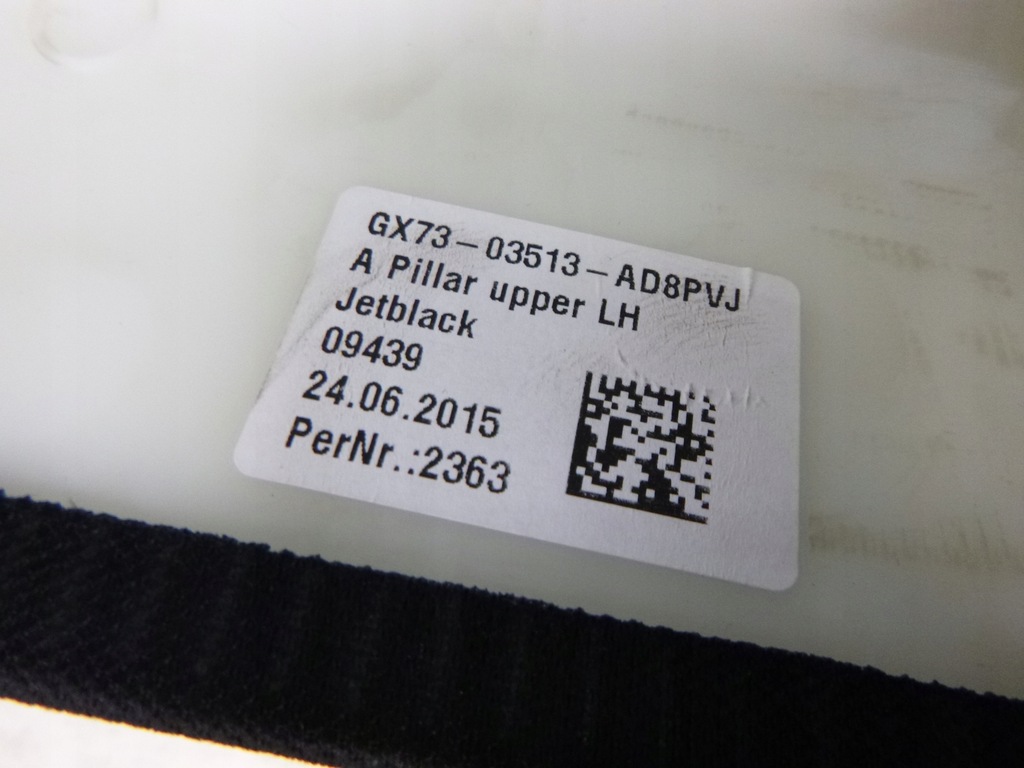 GX73-03513-AD8PVJ
A Pillar upper LH
Jetblack
09439
24.06.2015
PerNr.:2363